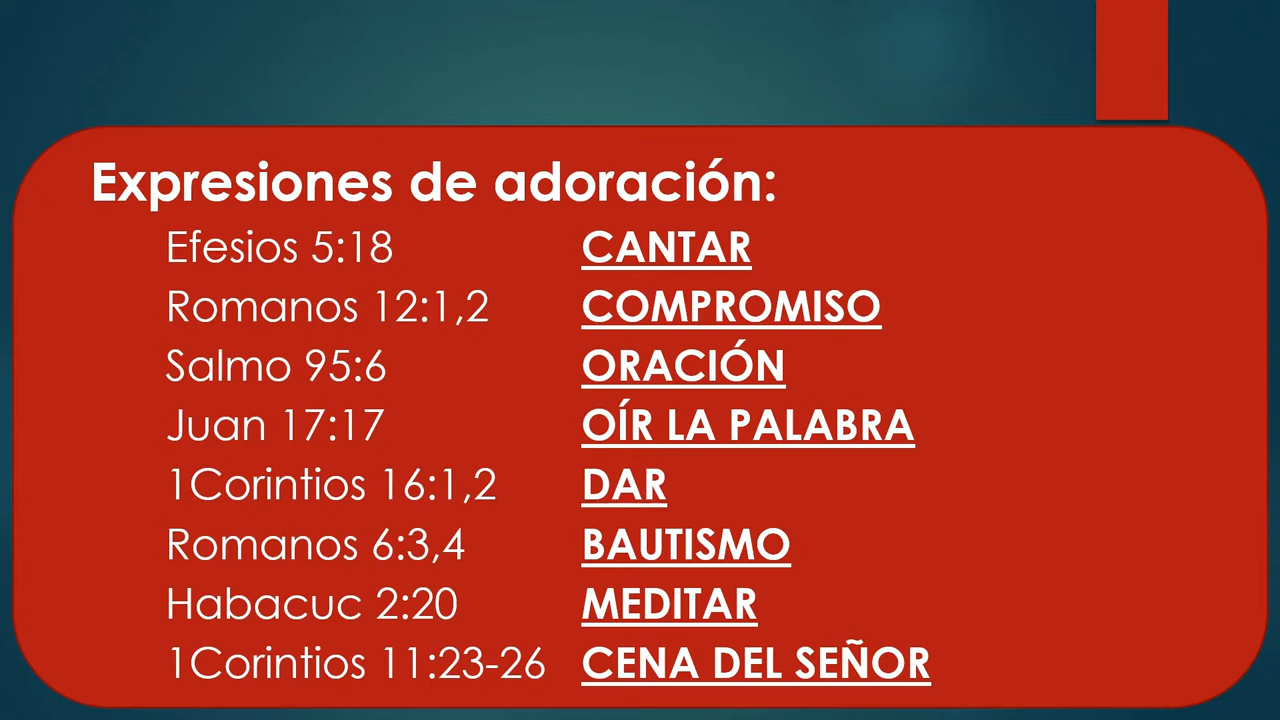 Expresiones de adoración:
Efesios 5:18 CANTAR
Romanos 12:1,2 COMPROMISO
Salmo 95:6 ORACIÓN
Juan 17:17 OÍR LA PALABRA
1Corintios 16:1,2 DAR
Romanos 6:3,4 BAUTISMO
Habacuc 2:20 MEDITAR
1Corintios 11:23-26 CENA DEL SEÑOR